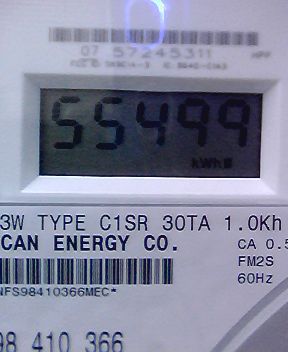 07 57245311
55499
kWh
3W TYPE C1SR 30TA 1.0Kh
CAN ENERGY CO.
CA 0.5
FM2S
60Hz
NFS98410366MEC*
98 410 366